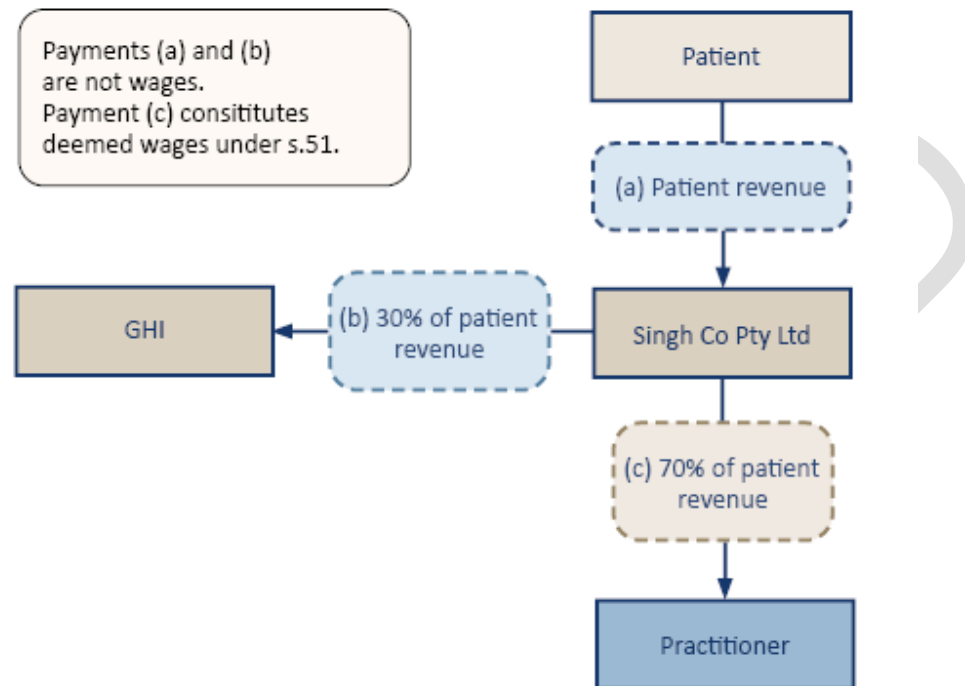 Payments (a) and (b)
are not wages.
Payment (c) consititutes
deemed wages under s.51.
Patient
(a) Patient revenue
GHI
(b) 30% of patient
revenue
Singh Co Pty Ltd
(c) 70% of patient
revenue
Practitioner